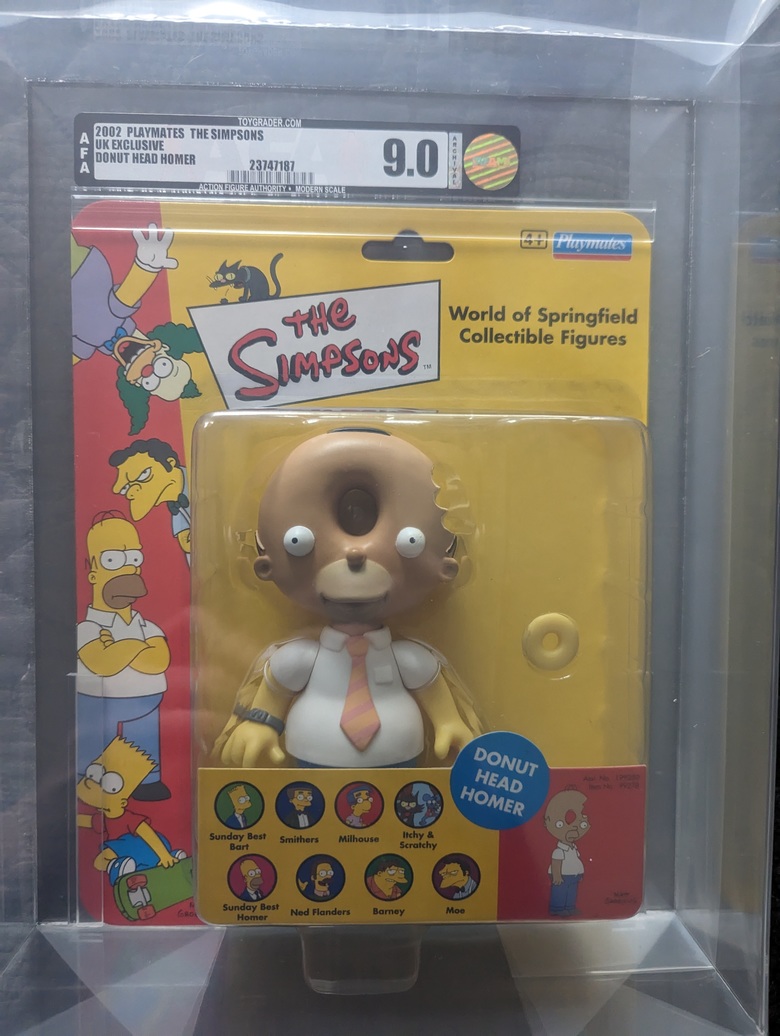 TOYGRADER.COM
AFA
2002 PLAYMATES THE SIMPSONS
UK EXCLUSIVE
DONUT HEAD HOMER
23747187
9.0
ARCHIVAL
ACTION FIGURE AUTHORITY • MODERN SCALE
4+
Playmates
THE
SIMPSONS
TM
World of Springfield
Collectible Figures
DONUT
HEAD
HOMER
Sunday Best
Bart
Smithers
Milhouse
Itchy &
Scratchy
Sunday Best
Homer
Ned Flanders
Barney
Moe